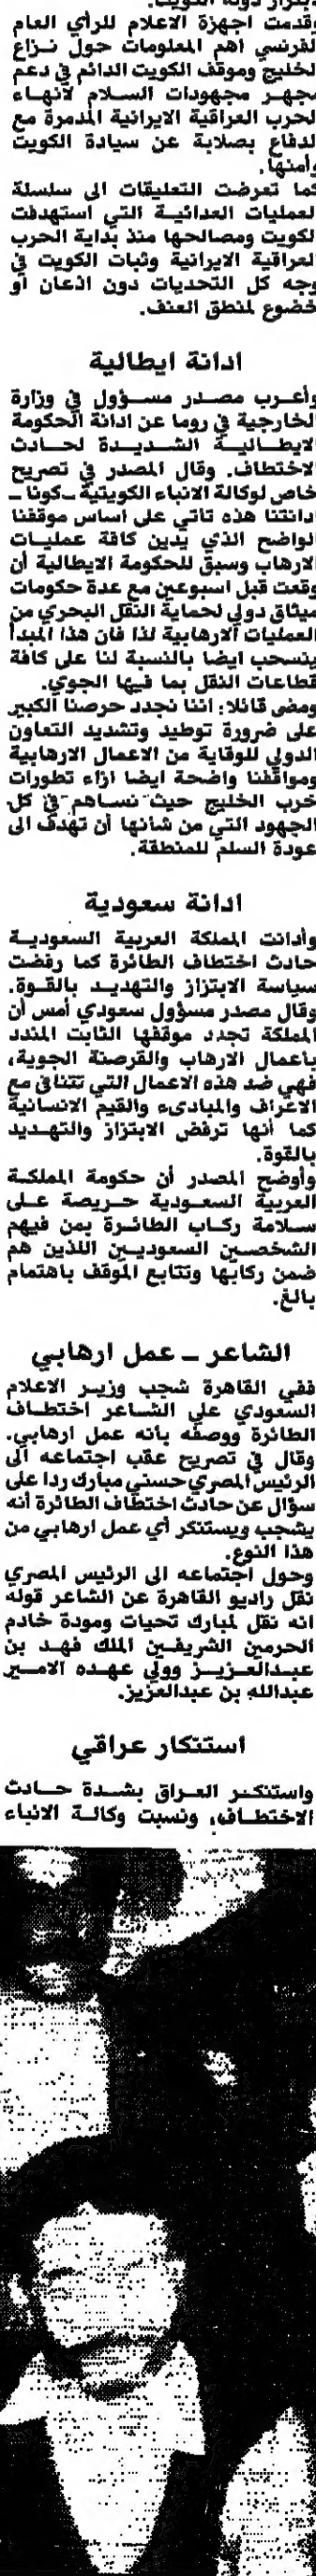 لابتزاز دولة الكويت.
وقدمت اجهزة الاعلام للرأي العام
لفرنسي اهم المعلومات حول نزاع
لخليج وموقف الكويت الدائم في دعم
مجهر مجهودات السلام لانهاء
لحرب العراقية الايرانية المدمرة مع
لدفاع بصلابة عن سيادة الكويت
وأمنها.
كما تعرضت التعليقات الى سلسلة
لعمليات العدائية التي استهدفت
لكويت ومصالحها منذ بداية الحرب
لعراقية الايرانية وثبات الكويت في
وجه كل التحديات دون اذعان أو
خضوع لمنطق العنف.
ادانة ايطالية
وأعرب مصدر مسؤول في وزارة
الخارجية في روما عن ادانة الحكومة
الايطالية الشديدة لحادث
الاختطاف. وقال المصدر في تصريح
خاص لوكالة الانباء الكويتية ـ كونا ـ
ادانتنا هذه تاتي على أساس موقفنا
الواضح الذي يدين كافة عمليات
الارهاب وسبق للحكومة الايطالية أن
وقعت قبل اسبوعين مع عدة حكومات
ميثاق دولي لحماية النقل البحري من
العمليات الارهابية لذا فان هذا المبدأ
ينسحب ايضا بالنسبة لنا على كافة
قطاعات النقل بما فيها الجوي.
ومضى قائلا: اننا نجدد حرصنا الكبير
على ضرورة توطيد وتشديد التعاون
الدولي للوقاية من الاعمال الارهابية
ومواقفنا واضحة ايضا ازاء تطورات
حرب الخليج حيث نساهم في كل
الجهود التي من شأنها أن تهدف الى
عودة السلم للمنطقة.
ادانة سعودية
وأدانت المملكة العربية السعودية
حادث اختطاف الطائرة كما رفضت
سياسة الابتزاز والتهديد بالقوة.
وقال مصدر مسؤول سعودي أمس أن
المملكة تجدد موقفها الثابت المندد
بأعمال الارهاب والقرصنة الجوية،
فهي ضد هذه الاعمال التي تتنافى مع
الاعراف والمبادىء والقيم الانسانية
كما أنها ترفض الابتزاز والتهديد
بالقوة.
وأوضح المصدر أن حكومة المملكة
العربية السعودية حريصة على
سلامة ركاب الطائرة بمن فيهم
الشخصين السعوديين اللذين هم
ضمن ركابها وتتابع الموقف باهتمام
بالغ.
الشاعر ـ عمل ارهابي
ففي القاهرة شجب وزير الاعلام
السعودي علي الشاعر اختطاف
الطائرة ووصفه بأنه عمل ارهابي.
وقال في تصريح عقب اجتماعه الى
الرئيس المصري حسني مبارك ردا على
سؤال عن حادث اختطاف الطائرة أنه
يشجب ويستنكر أي عمل ارهابي من
هذا النوع.
وحول اجتماعه الى الرئيس المصري
نقل راديو القاهرة عن الشاعر قوله
انه نقل لمبارك تحيات ومودة خادم
الحرمين الشريفين الملك فهد بن
عبدالعزيز وولي عهده الامير
عبدالله بن عبدالعزيز.
استنكار عراقي
واستنكر العراق بشدة حادث
الاختطاف، ونسبت وكالة الانباء